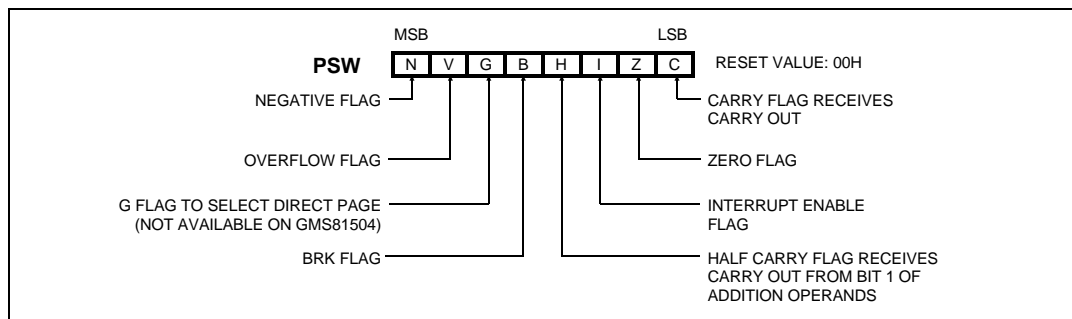 MSB LSB
PSW N V G B H I Z C RESET VALUE: 00H
NEGATIVE FLAG
CARRY FLAG RECEIVES
CARRY OUT
OVERFLOW FLAG
ZERO FLAG
G FLAG TO SELECT DIRECT PAGE
(NOT AVAILABLE ON GMS81504)
INTERRUPT ENABLE
FLAG
BRK FLAG
HALF CARRY FLAG RECEIVES
CARRY OUT FROM BIT 1 OF
ADDITION OPERANDS